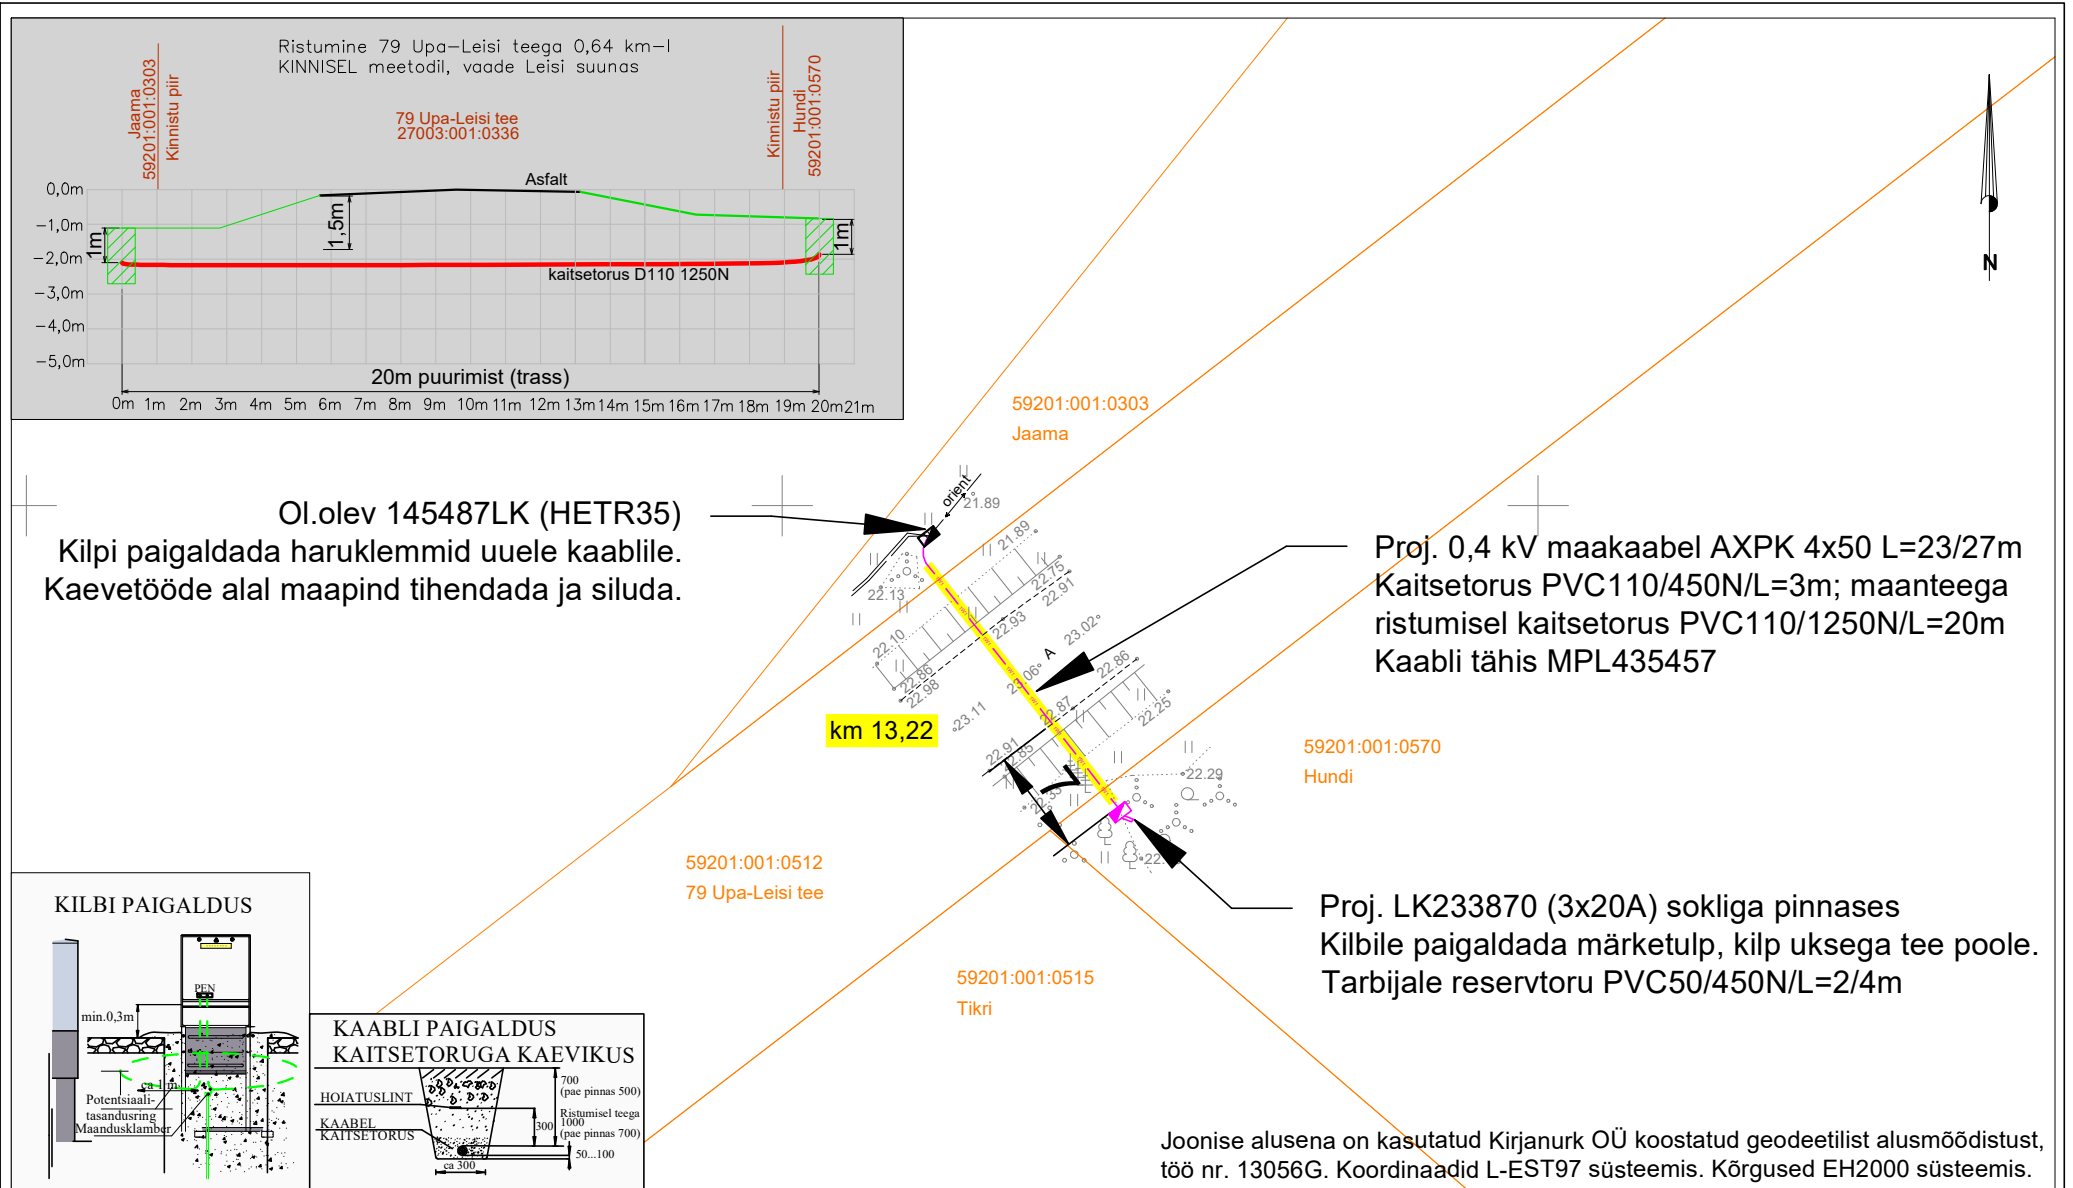 Ristumine 79 Upa-Leisi teega 0,64 km-l
KINNISEL meetodil, vaade Leisi suunas
Jaama
59201:001:0303
Kinnistu piir
79 Upa-Leisi tee
27003:001:0336
Kinnistu piir
Hundi
59201:001:0570
Asfalt
0,0m
-1,0m
-2,0m
-3,0m
-4,0m
-5,0m
1m
1,5m
1m
kaitsetorus D110 1250N
20m puurimist (trass)
0m 1m 2m 3m 4m 5m 6m 7m 8m 9m 10m 11m 12m 13m 14m 15m 16m 17m 18m 19m 20m 21m
N
59201:001:0303
Jaama
Ol.olev 145487LK (HETR35)
Kilpi paigaldada haruklemmid uuele kaablile.
Kaevetööde alal maapind tihendada ja siluda.
orient
21.89
21.89
22.75
22.91
22.13
22.93
23.02
22.10
A
22.86
22.98
23.06
22.86
23.11
22.87
22.25
22.91
22.85
22.29
22.35
km 13,22
Proj. 0,4 kV maakaabel AXPK 4x50 L=23/27m
Kaitsetorus PVC110/450N/L=3m; maanteega
ristumisel kaitsetorus PVC110/1250N/L=20m
Kaabli tähis MPL435457
59201:001:0570
Hundi
59201:001:0512
79 Upa-Leisi tee
59201:001:0515
Tikri
Proj. LK233870 (3x20A) sokliga pinnases
Kilbile paigaldada märketulp, kilp uksega tee poole.
Tarbijale reservtoru PVC50/450N/L=2/4m
KILBI PAIGALDUS
PEN
min.0,3m
ca 1 m
Potentsiaali-
tasandusring
Maandusklamber
KAABLI PAIGALDUS
KAITSETORUGA KAEVIKUS
HOIATUSLINT
KAABEL
KAITSETORUS
700
(pae pinnas 500)
Ristumisel teega
1000
(pae pinnas 700)
300
50...100
ca 300
Joonise alusena on kasutatud Kirjanurk OÜ koostatud geodeetilist alusmõõdistust,
töö nr. 13056G. Koordinaadid L-EST97 süsteemis. Kõrgused EH2000 süsteemis.